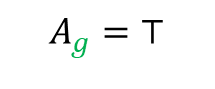 A_g = T